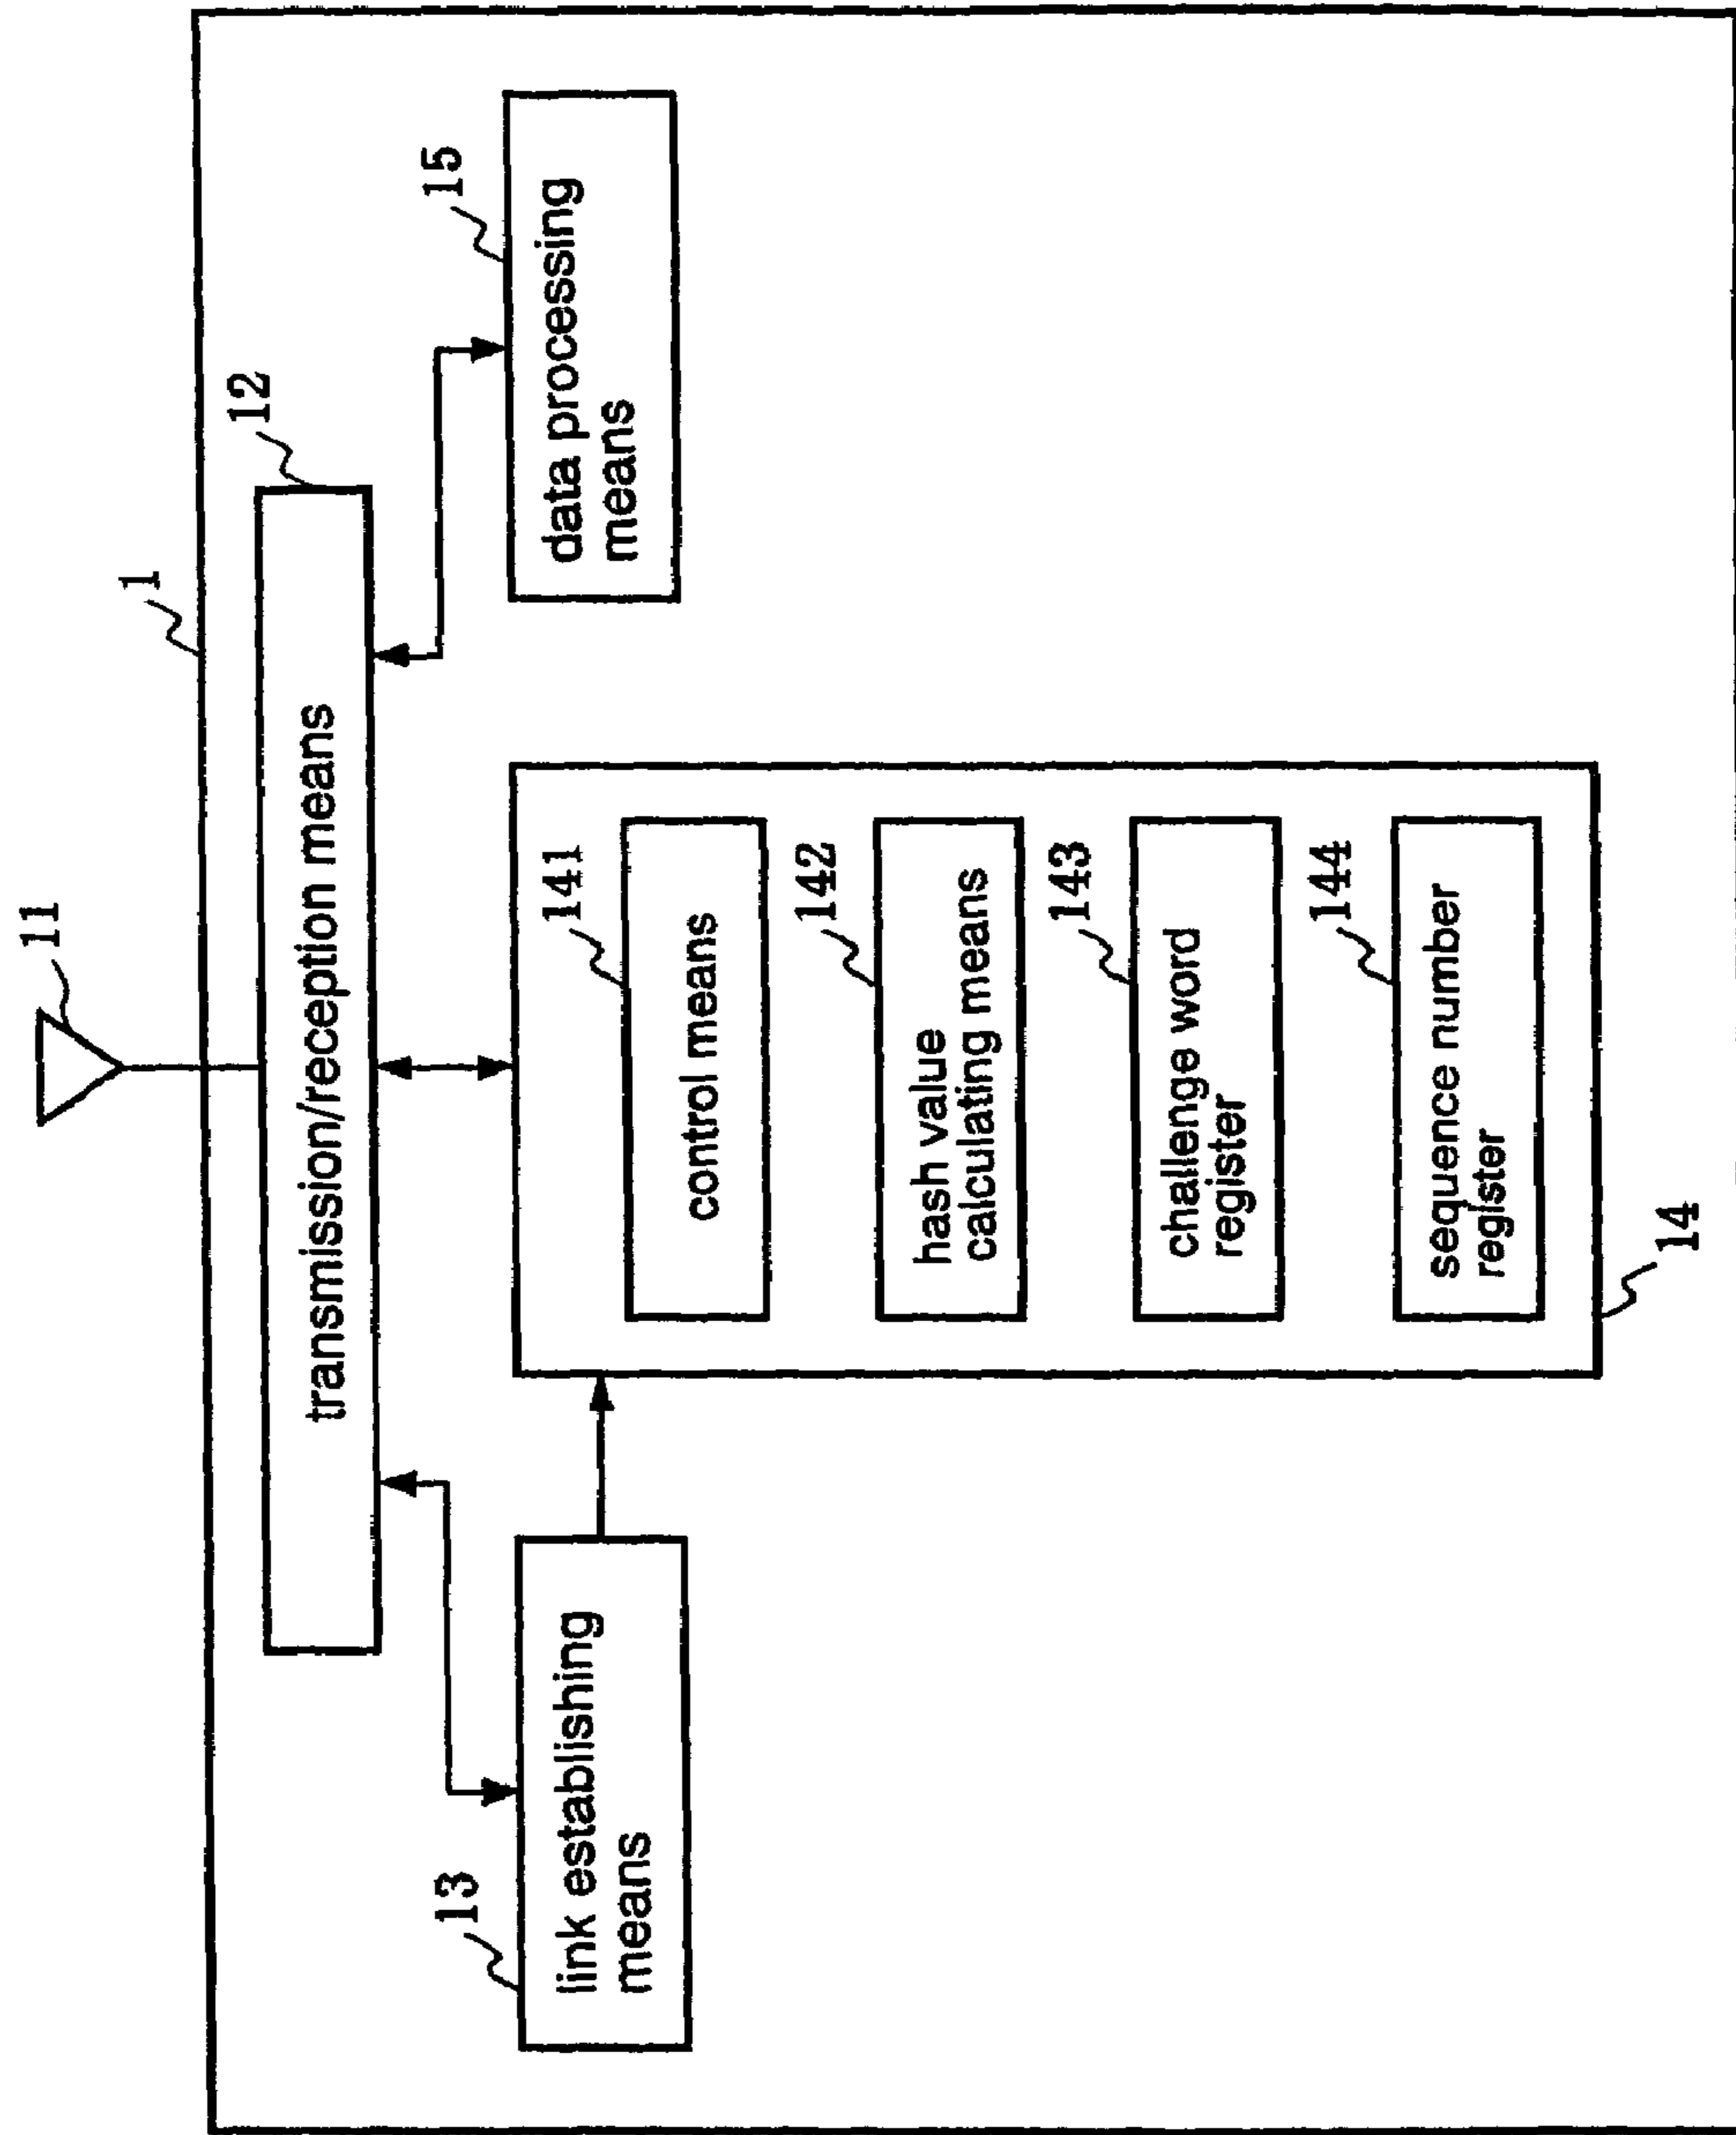 11
1
12
transmission/reception means
13
link establishing
means
141
control means
142
hash value
calculating means
143
challenge word
register
144
sequence number
register
14
15
data processing
means